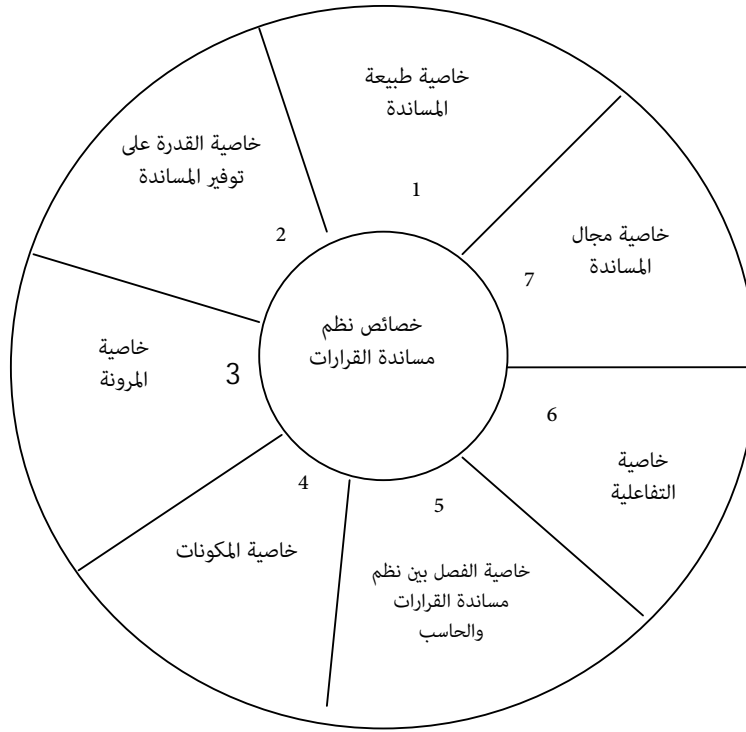 خصائص نظم
مساندة القرارات
خاصية طبيعة
المساندة
1
خاصية القدرة على
توفير المساندة
2
خاصية
المرونة
3
خاصية المكونات
4
خاصية الفصل بين نظم
مساندة القرارات
والحاسب
5
خاصية
التفاعلية
6
خاصية مجال
المساندة
7